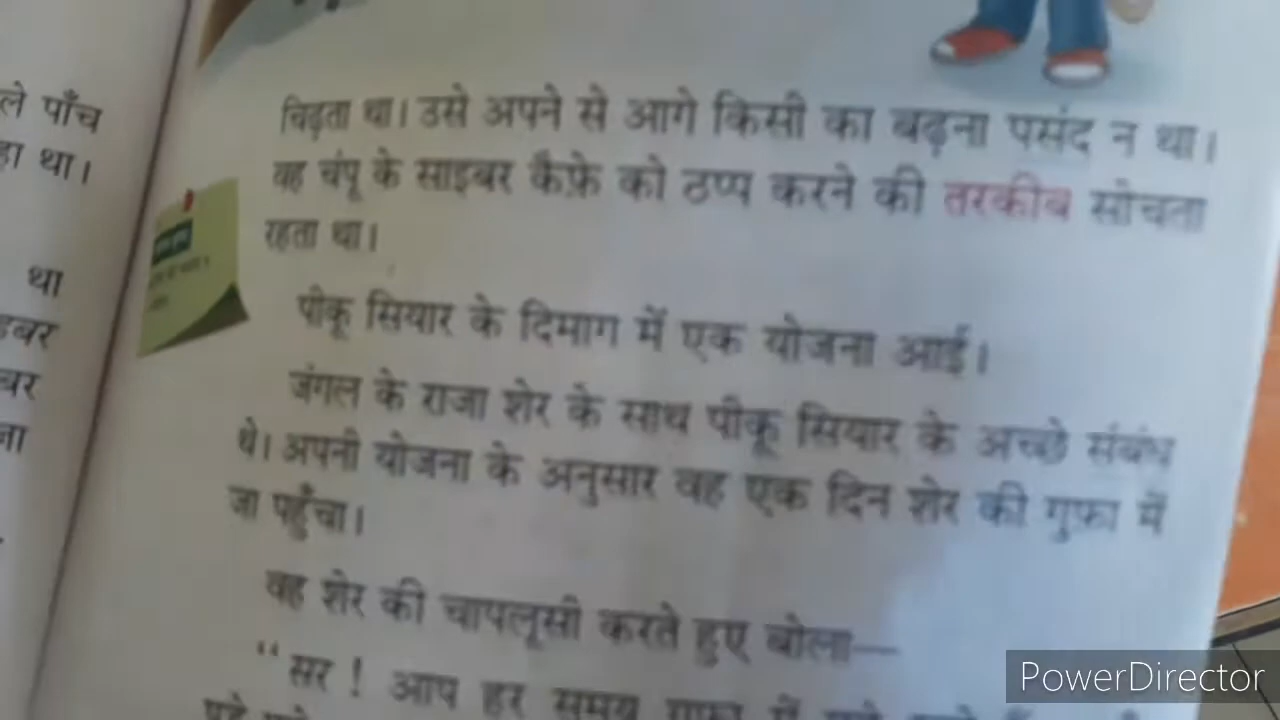 ले पाँच
हा था।
था
इबर
बर
ना
चिढ़ता था। उसे अपने से आगे किसी का बढ़ना पसंद न था।
वह चंपू के साइबर कैफ़े को ठप्प करने की तरकीब सोचता
रहता था।
पीकू सियार के दिमाग में एक योजना आई।
जंगल के राजा शेर के साथ पीकू सियार के अच्छे संबंध
थे। अपनी योजना के अनुसार वह एक दिन शेर की गुफ़ा में
जा पहुँचा।
वह शेर की चापलूसी करते हुए बोला—
“सर ! आप हर समय गुफ़ा में
PowerDirector